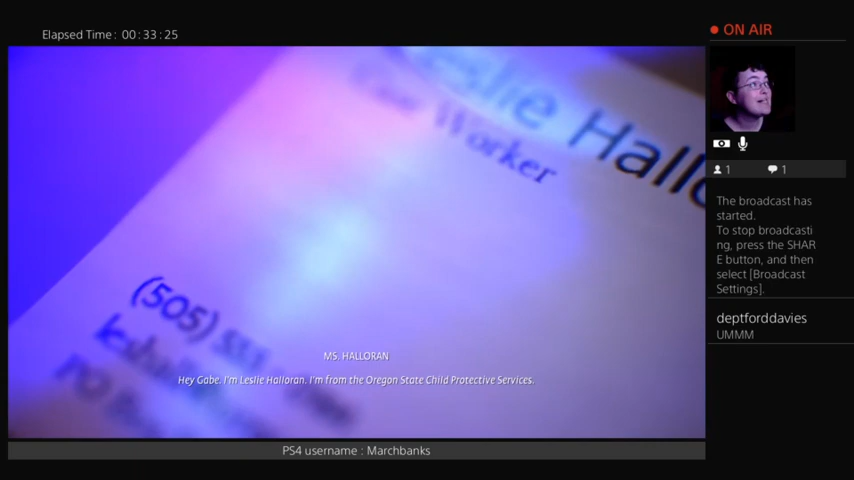 Elapsed Time: 00:33:25
ON AIR
Leslie Hallo
Case Worker
(505) 555
MS. HALLORAN
Hey Gabe. I'm Leslie Halloran. I'm from the Oregon State Child Protective Services.
PS4 username : Marchbanks
1
1
The broadcast has
started.
To stop broadcasti
ng, press the SHAR
E button, and then
select [Broadcast
Settings].
deptforddavies
UMMM